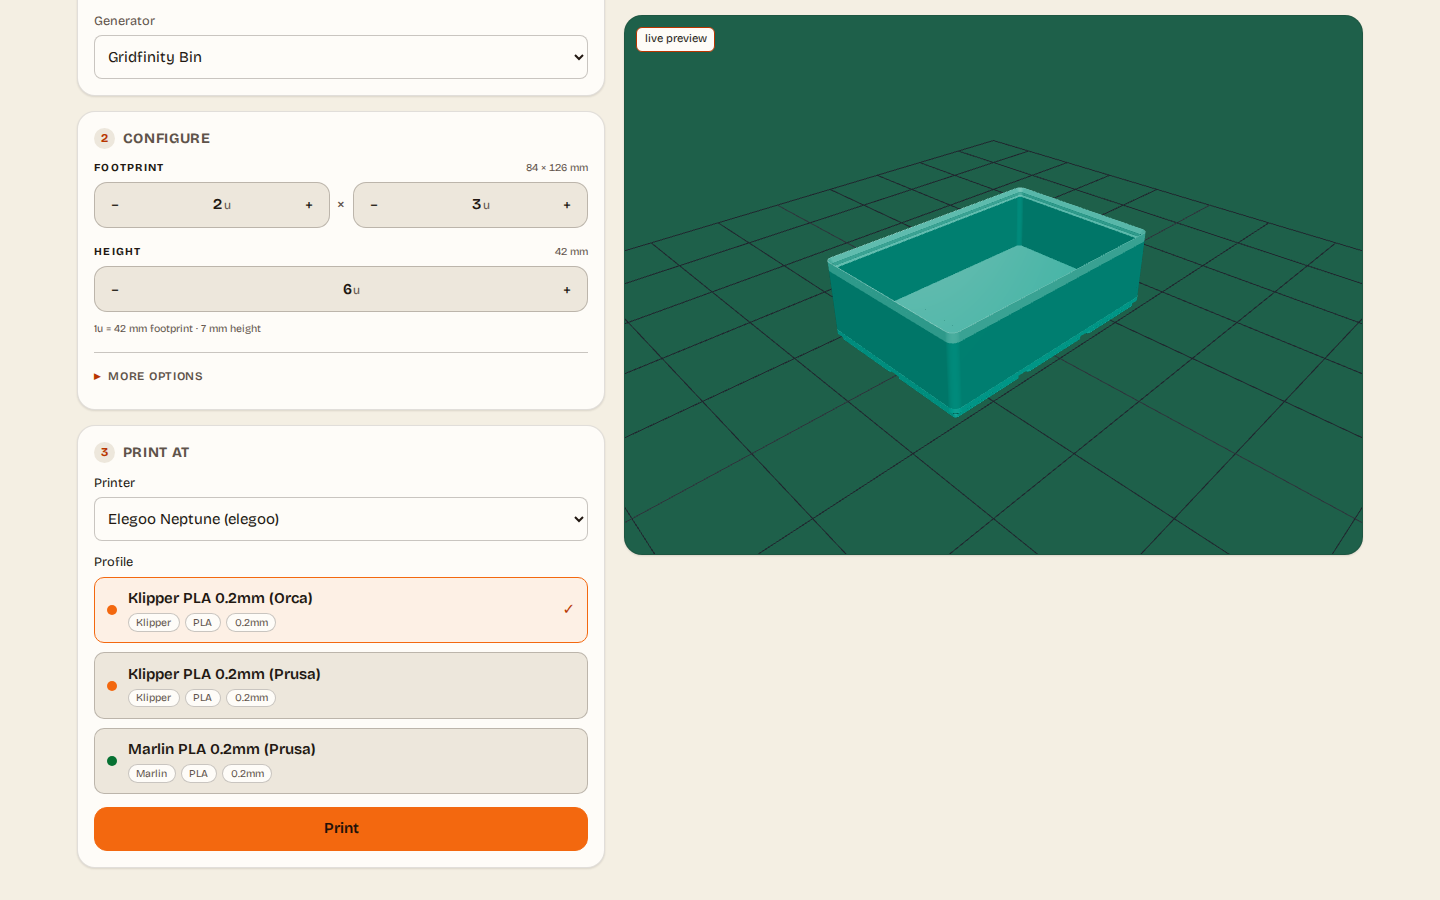 Generator
Gridfinity Bin
live preview
2 CONFIGURE
FOOTPRINT 84 × 126 mm
− 2 u + × − 3 u +
HEIGHT 42 mm
− 6 u +
1u = 42 mm footprint · 7 mm height
▶ MORE OPTIONS
3 PRINT AT
Printer
Elegoo Neptune (elegoo)
Profile
Klipper PLA 0.2mm (Orca) ✓
Klipper PLA 0.2mm
Klipper PLA 0.2mm (Prusa)
Klipper PLA 0.2mm
Marlin PLA 0.2mm (Prusa)
Marlin PLA 0.2mm
Print